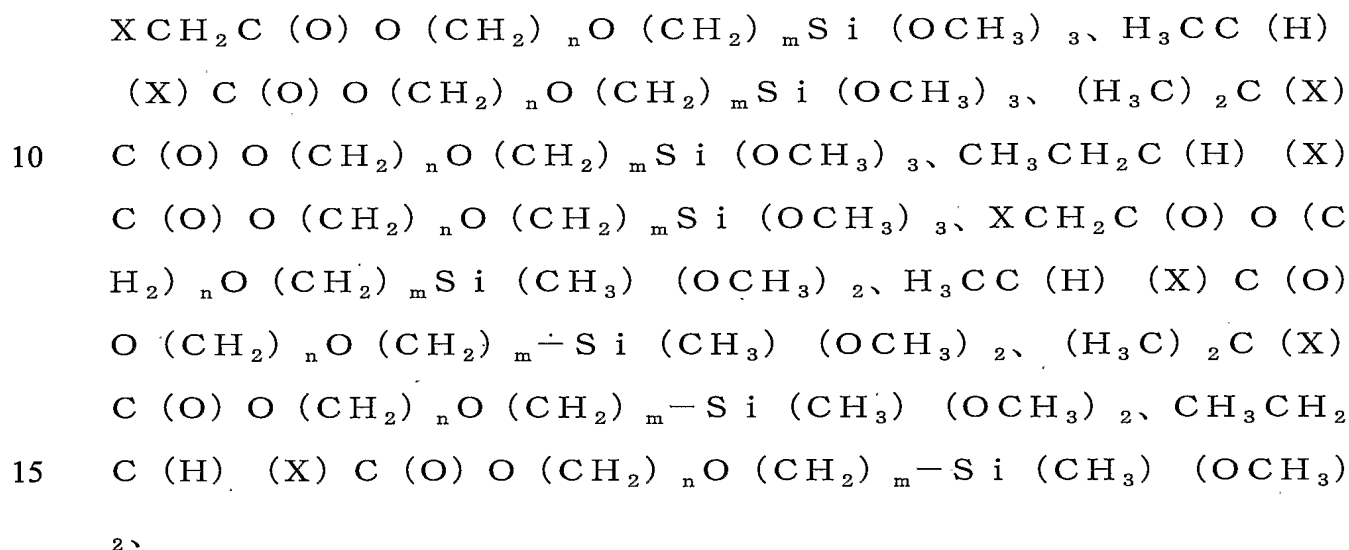 XCH₂C (O) O (CH₂) ₙO (CH₂) ₘSi (OCH₃) ₃、H₃CC (H)
(X) C (O) O (CH₂) ₙO (CH₂) ₘSi (OCH₃) ₃、 (H₃C) ₂C (X)
10 C (O) O (CH₂) ₙO (CH₂) ₘSi (OCH₃) ₃、CH₃CH₂C (H) (X)
C (O) O (CH₂) ₙO (CH₂) ₘSi (OCH₃) ₃、XCH₂C (O) O (C
H₂) ₙO (CH₂) ₘSi (CH₃) (OCH₃) ₂、H₃CC (H) (X) C (O)
O (CH₂) ₙO (CH₂) ₘ−Si (CH₃) (OCH₃) ₂、 (H₃C) ₂C (X)
C (O) O (CH₂) ₙO (CH₂) ₘ−Si (CH₃) (OCH₃) ₂、CH₃CH₂
15 C (H) (X) C (O) O (CH₂) ₙO (CH₂) ₘ−Si (CH₃) (OCH₃)
₂、